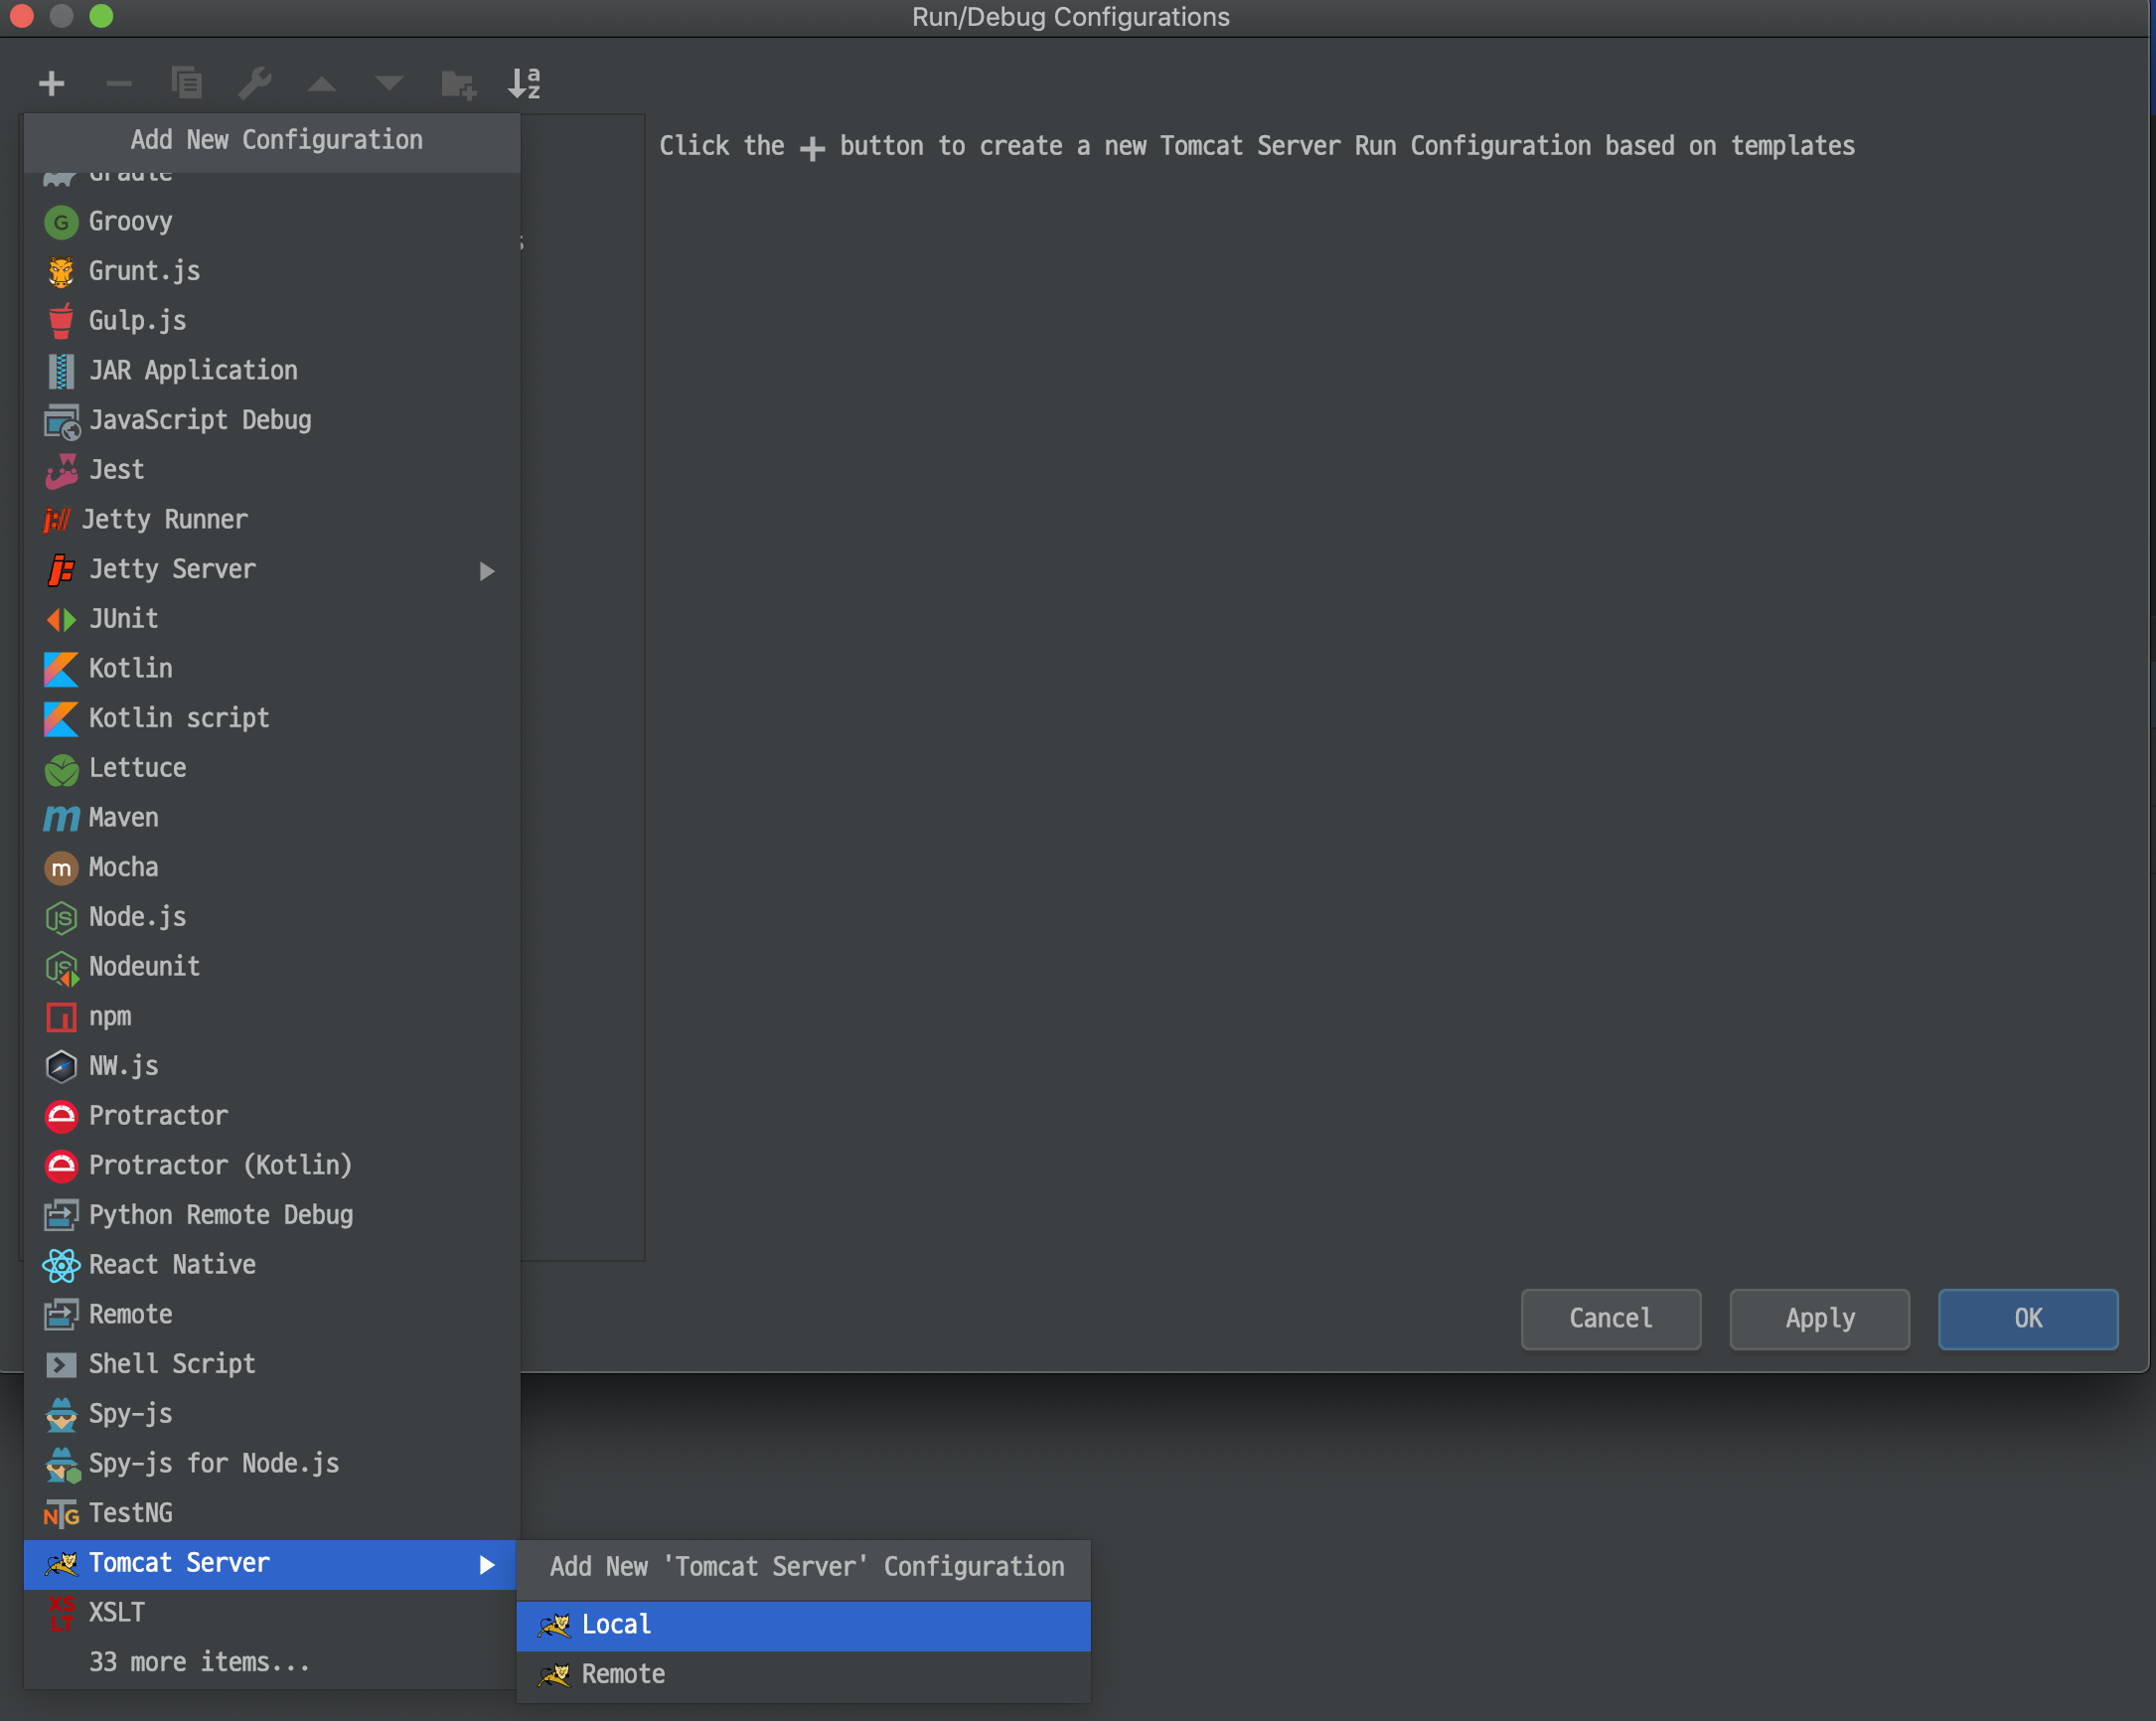 Run/Debug Configurations
Add New Configuration
Click the + button to create a new Tomcat Server Run Configuration based on templates
Gradle
Groovy
Grunt.js
Gulp.js
JAR Application
JavaScript Debug
Jest
Jetty Runner
Jetty Server
JUnit
Kotlin
Kotlin script
Lettuce
Maven
Mocha
Node.js
Nodeunit
npm
NW.js
Protractor
Protractor (Kotlin)
Python Remote Debug
React Native
Remote
Cancel Apply OK
Shell Script
Spy-js
Spy-js for Node.js
TestNG
Tomcat Server
Add New 'Tomcat Server' Configuration
XSLT
Local
33 more items...
Remote